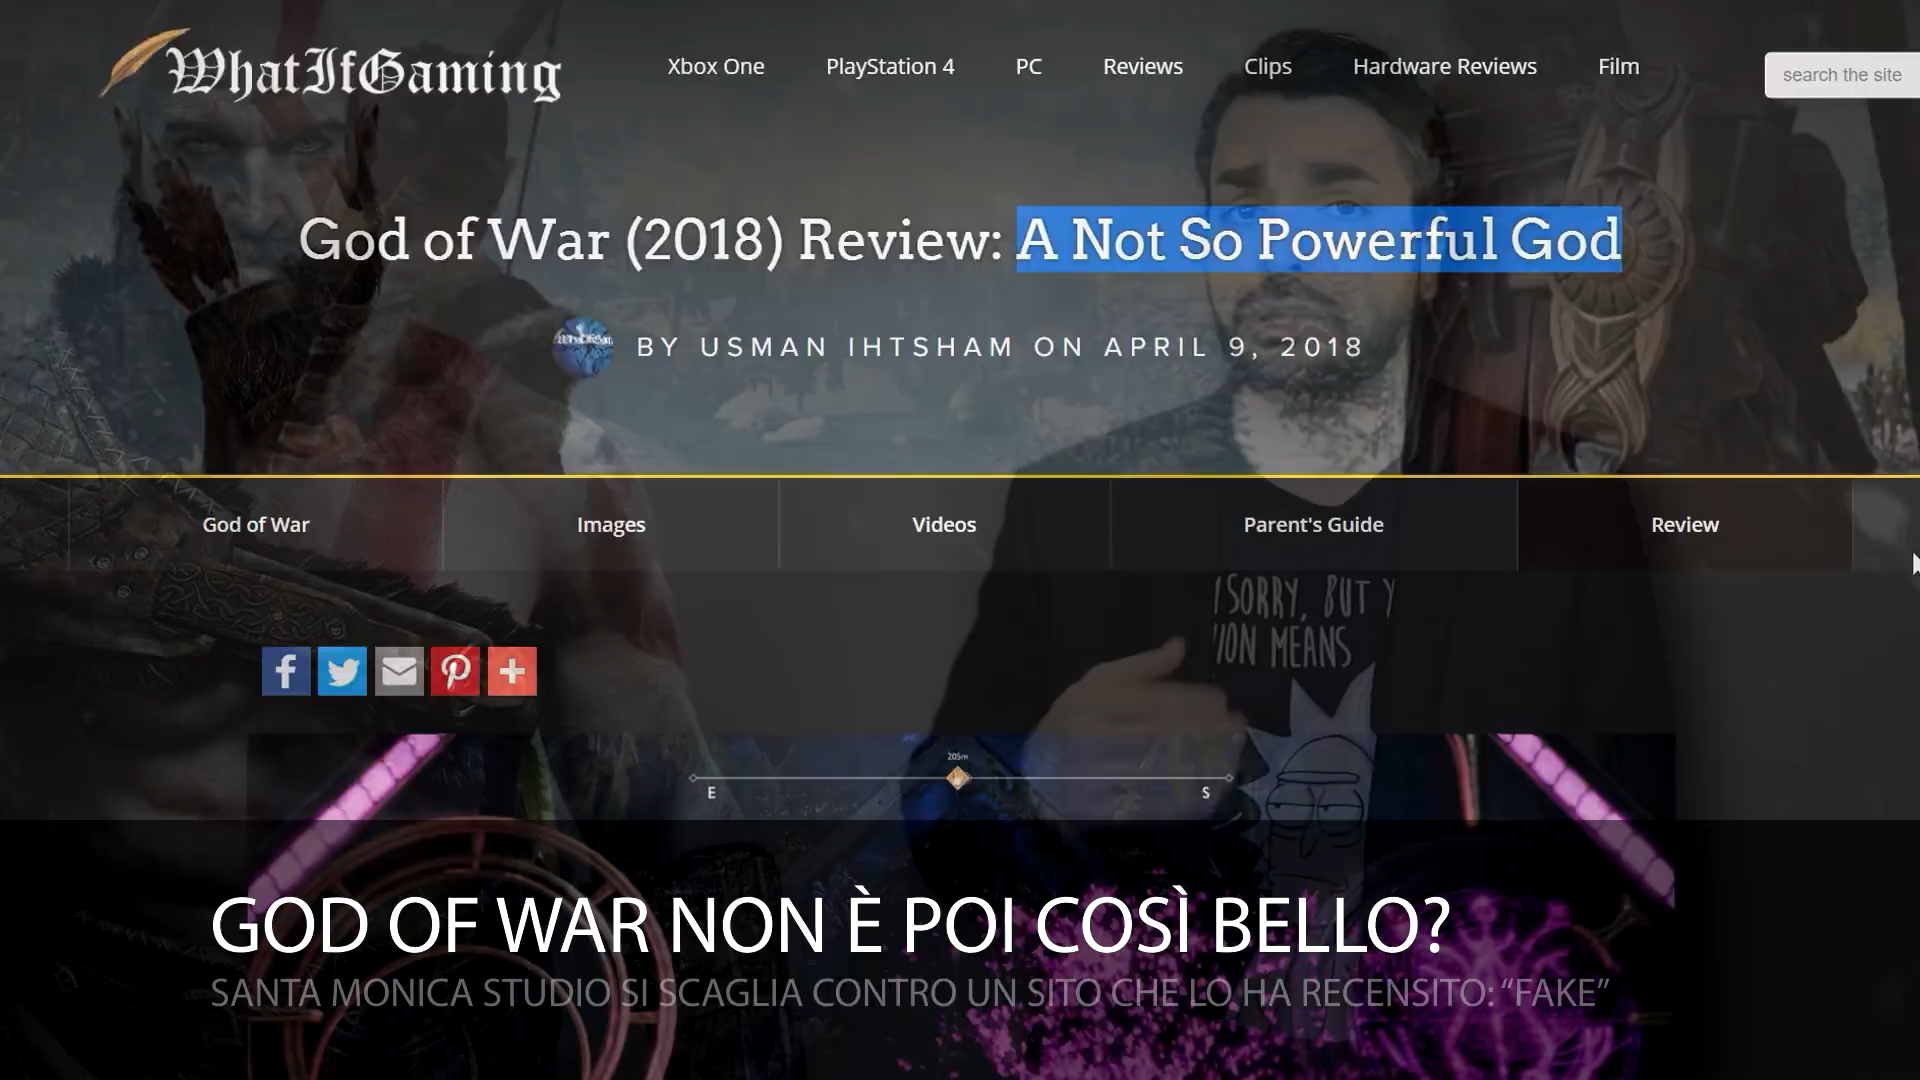 WhatIfGaming
Xbox One PlayStation 4 PC Reviews Clips Hardware Reviews Film
search the site
God of War (2018) Review: A Not So Powerful God
BY USMAN IHTSHAM ON APRIL 9, 2018
God of War Images Videos Parent's Guide Review
SORRY, BUT Y
ION MEANS
205m
E S
GOD OF WAR NON È POI COSÌ BELLO?
SANTA MONICA STUDIO SI SCAGLIA CONTRO UN SITO CHE LO HA RECENSITO: “FAKE”